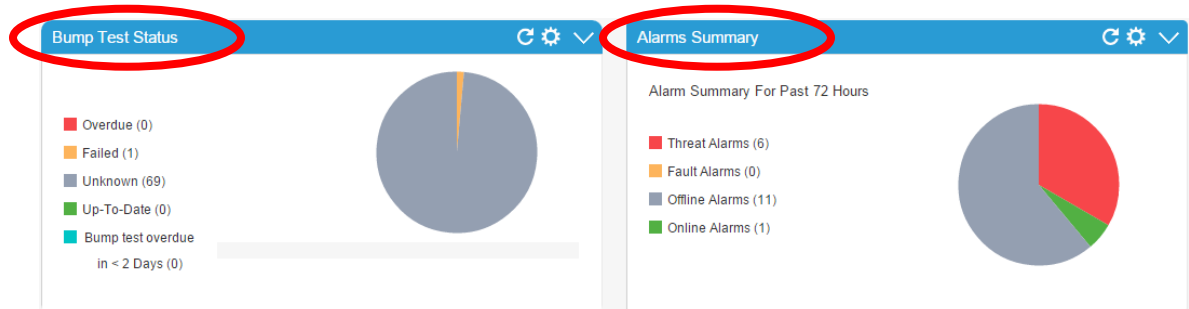 Bump Test Status
Overdue (0)
Failed (1)
Unknown (69)
Up-To-Date (0)
Bump test overdue
in < 2 Days (0)
Alarms Summary
Alarm Summary For Past 72 Hours
Threat Alarms (6)
Fault Alarms (0)
Offline Alarms (11)
Online Alarms (1)